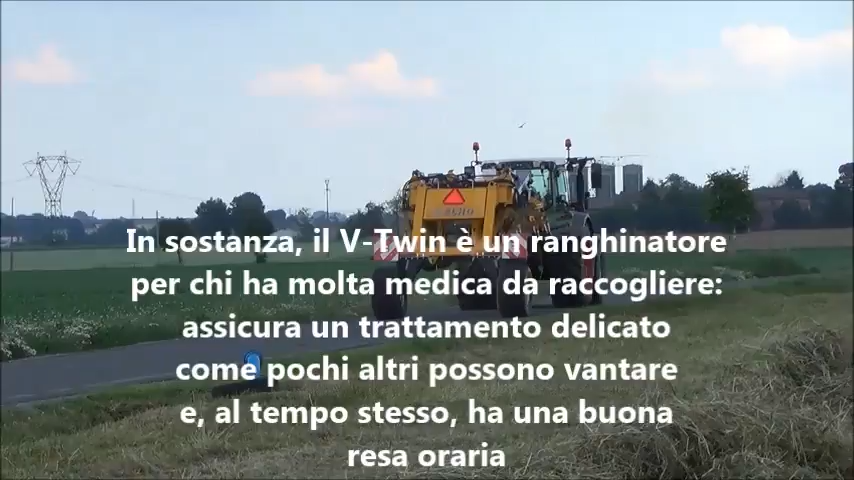 In sostanza, il V-Twin è un ranghinatore
per chi ha molta medica da raccogliere:
assicura un trattamento delicato
come pochi altri possono vantare
e, al tempo stesso, ha una buona
resa oraria